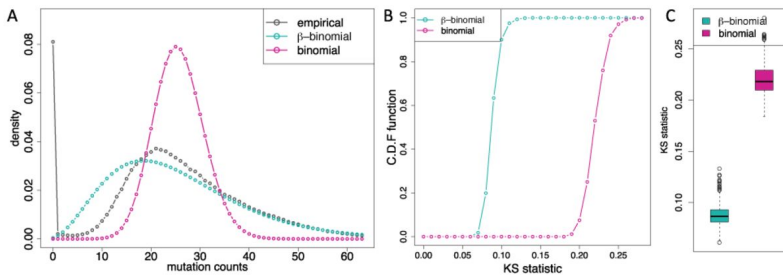 A
empirical
β-binomial
binomial
density
0.00
0.02
0.04
0.06
0.08
0 10 20 30 40 50 60
mutation counts
B
β-binomial
binomial
C.D.F function
0.0
0.2
0.4
0.6
0.8
1.0
0.00 0.05 0.10 0.15 0.20 0.25
KS statistic
C
β-binomial
binomial
KS statistic
0.10
0.15
0.20
0.25